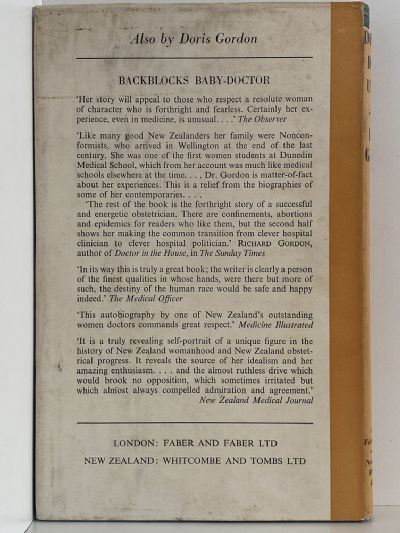 Also by Doris Gordon
BACKBLOCKS BABY-DOCTOR
‘Her story will appeal to those who respect a resolute woman
of character who is forthright and fearless. Certainly her ex-
perience, even in medicine, is unusual. . . .’ The Observer
‘Like many good New Zealanders her family were Noncon-
formists, who arrived in Wellington at the end of the last
century. She was one of the first women students at Dunedin
Medical School, which from her account was much like medical
schools elsewhere at the time. . . . Dr. Gordon is matter-of-fact
about her experiences. This is a relief from the biographies of
some of her contemporaries. . . .
‘The rest of the book is the forthright story of a successful
and energetic obstetrician. There are confinements, abortions
and epidemics for readers who like them, but the second half
shows her making the common transition from clever hospital
clinician to clever hospital politician.’ RICHARD GORDON,
author of Doctor in the House, in The Sunday Times
‘In its way this is truly a great book; the writer is clearly a person
of the finest qualities in whose hands, were there but more of
such, the destiny of the human race would be safe and happy
indeed.’ The Medical Officer
‘This autobiography by one of New Zealand’s outstanding
women doctors commands great respect.’ Medicine Illustrated
‘It is a truly revealing self-portrait of a unique figure in the
history of New Zealand womanhood and New Zealand obstet-
rical progress. It reveals the source of her idealism and her
amazing enthusiasm. . . . and the almost ruthless drive which
would brook no opposition, which sometimes irritated but
which almost always compelled admiration and agreement.’
New Zealand Medical Journal
LONDON: FABER AND FABER LTD
NEW ZEALAND: WHITCOMBE AND TOMBS LTD